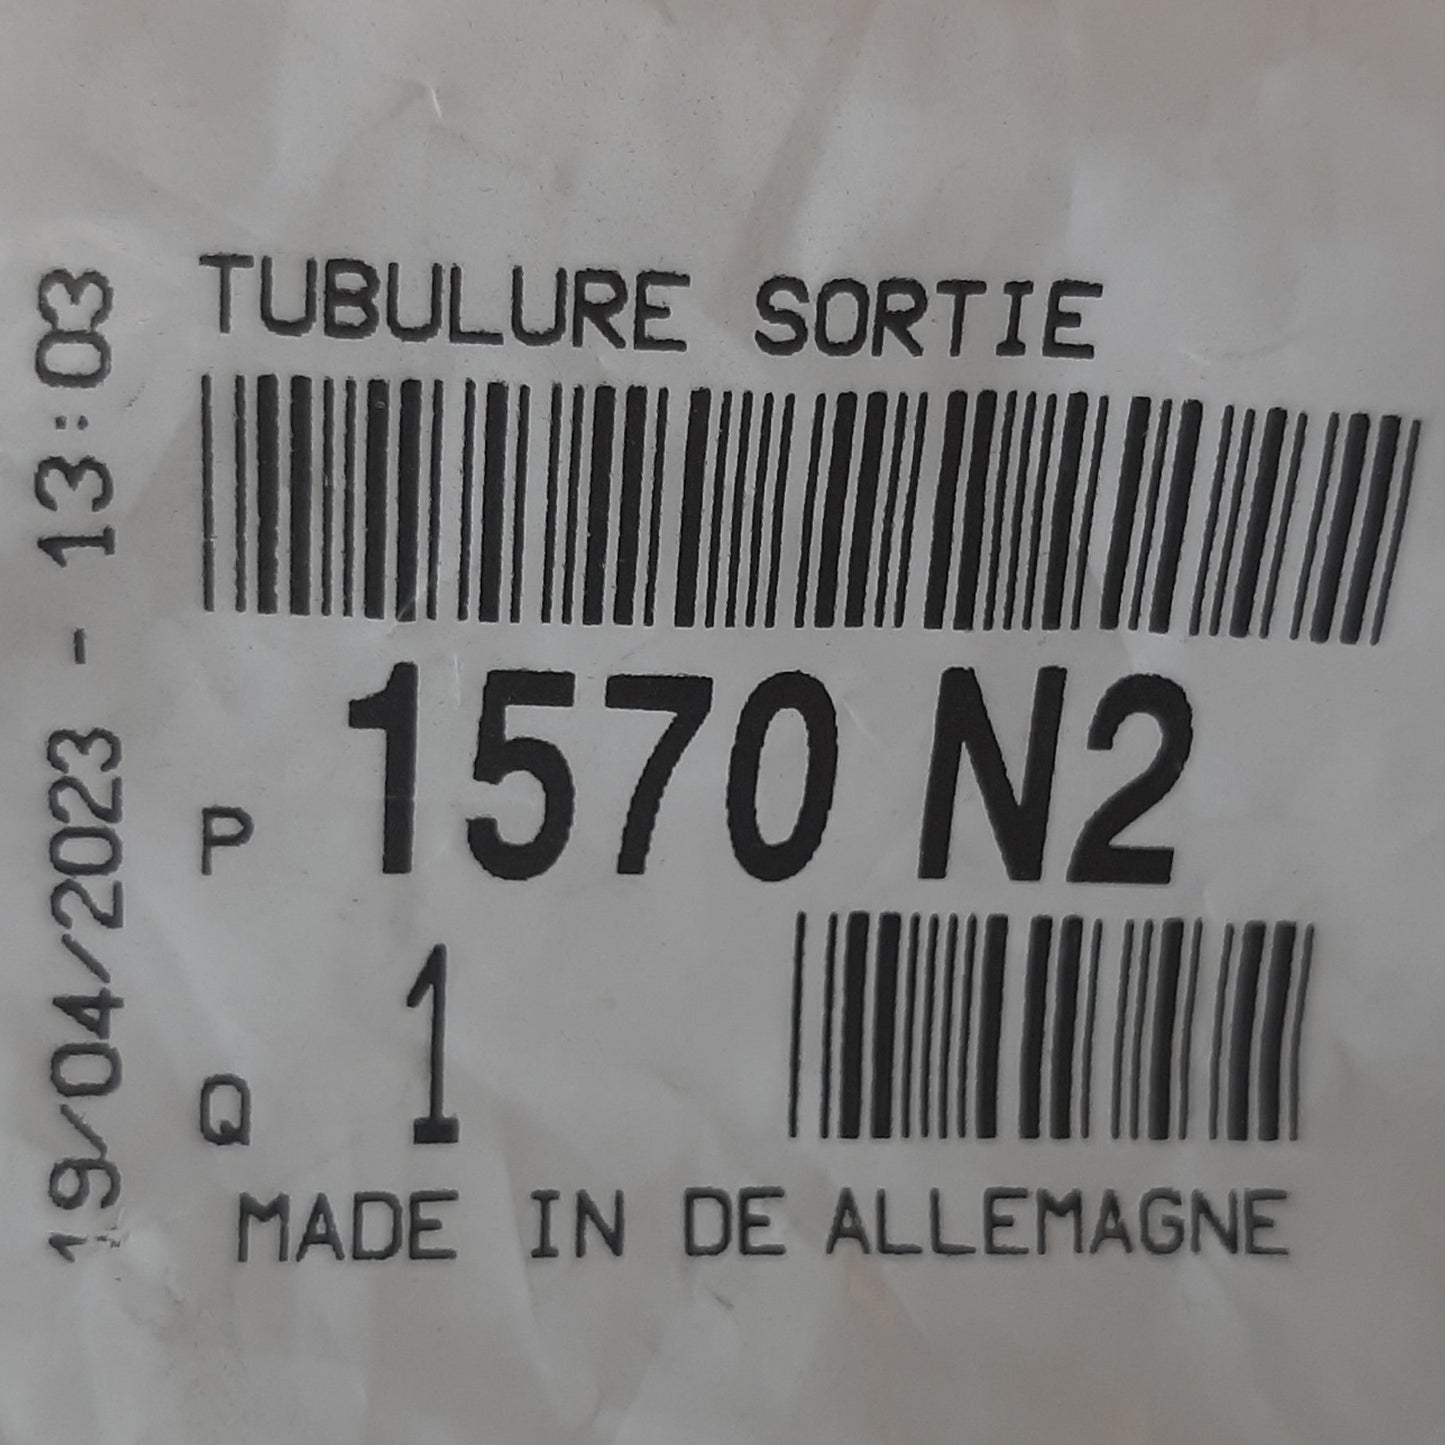 TUBULURE SORTIE
P 1570 N2
Q 1
MADE IN DE ALLEMAGNE
19/04/2023 - 13:03